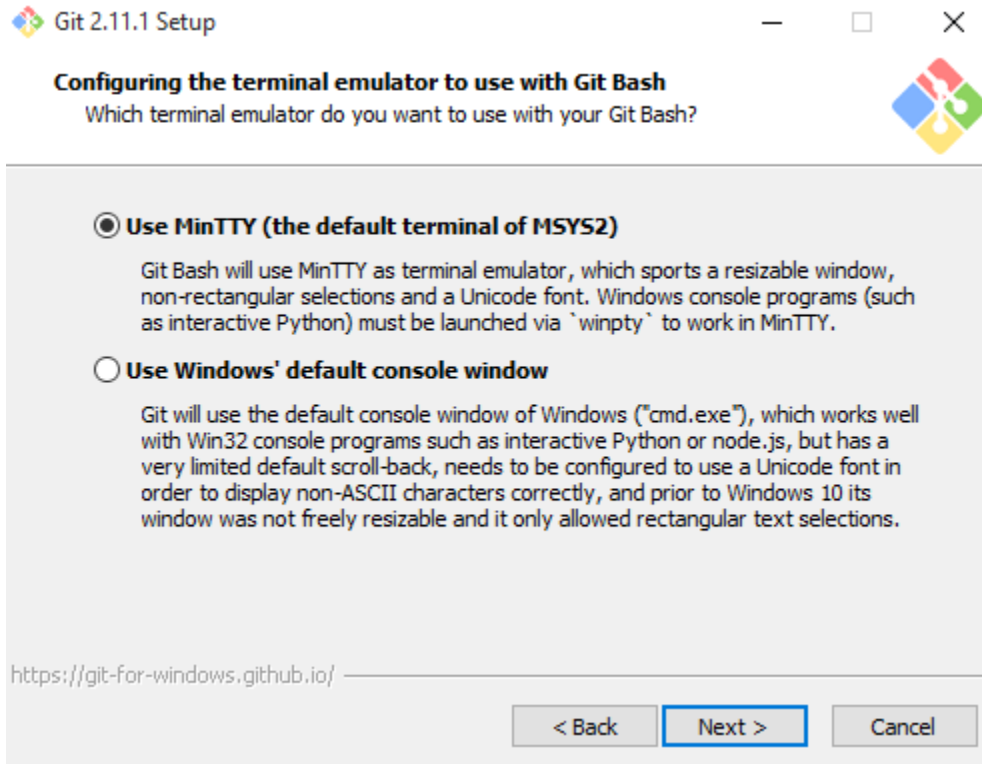 Git 2.11.1 Setup
Configuring the terminal emulator to use with Git Bash
Which terminal emulator do you want to use with your Git Bash?
Use MinTTY (the default terminal of MSYS2)
Git Bash will use MinTTY as terminal emulator, which sports a resizable window,
non-rectangular selections and a Unicode font. Windows console programs (such
as interactive Python) must be launched via `winpty` to work in MinTTY.
Use Windows' default console window
Git will use the default console window of Windows ("cmd.exe"), which works well
with Win32 console programs such as interactive Python or node.js, but has a
very limited default scroll-back, needs to be configured to use a Unicode font in
order to display non-ASCII characters correctly, and prior to Windows 10 its
window was not freely resizable and it only allowed rectangular text selections.
https://git-for-windows.github.io/
< Back Next > Cancel